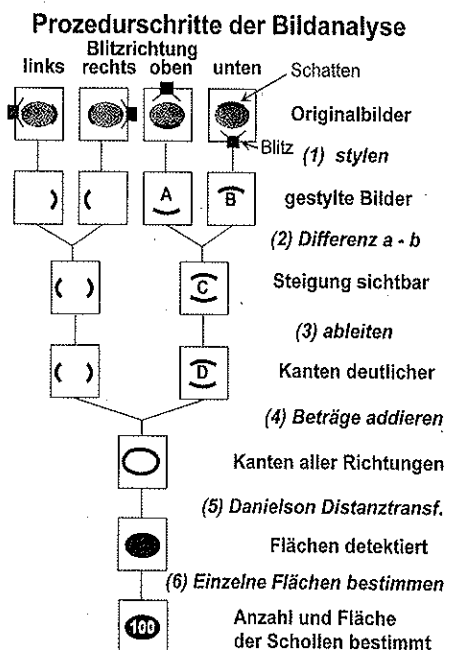 Prozedurschritte der Bildanalyse
Blitzrichtung
links rechts oben unten
Schatten
Originalbilder
Blitz
(1) stylen
A B gestylte Bilder
(2) Differenz a - b
C Steigung sichtbar
(3) ableiten
D Kanten deutlicher
(4) Beträge addieren
Kanten aller Richtungen
(5) Danielson Distanztransf.
Flächen detektiert
(6) Einzelne Flächen bestimmen
100 Anzahl und Fläche
der Schollen bestimmt